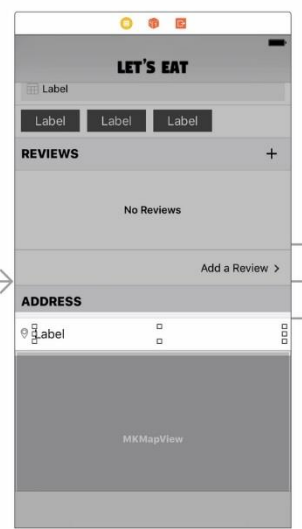 LET'S EAT
Label
Label Label Label
REVIEWS +
No Reviews
Add a Review >
ADDRESS
Label
MKMapView